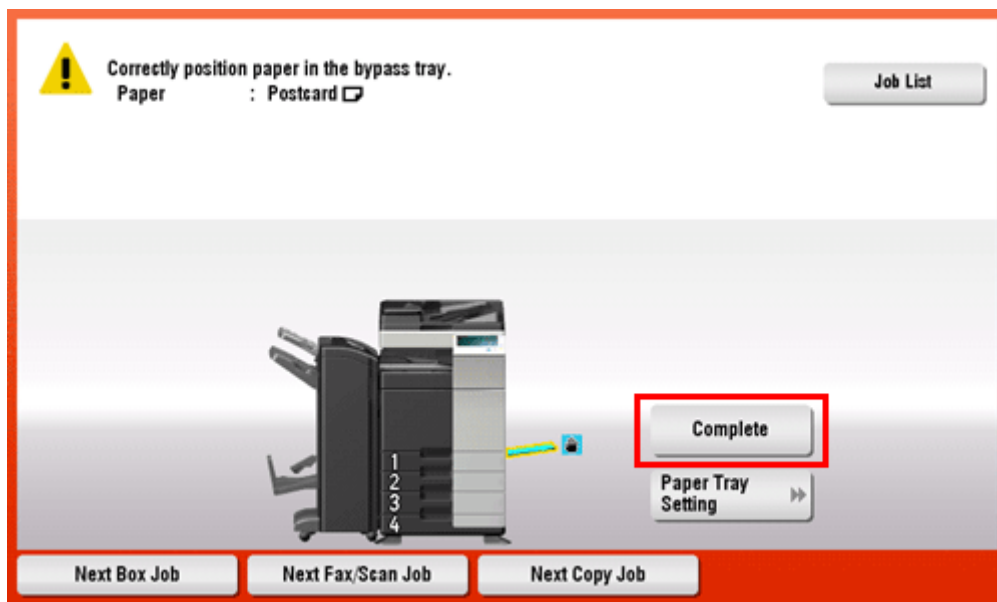 Correctly position paper in the bypass tray.
Paper : Postcard
Job List
1
2
3
4
Complete
Paper Tray
Setting
Next Box Job
Next Fax/Scan Job
Next Copy Job